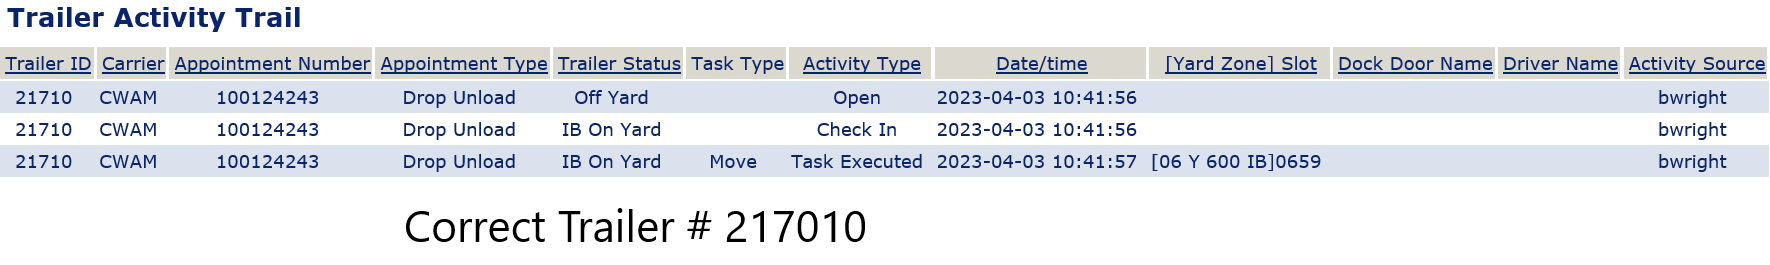 Trailer Activity Trail
Trailer ID Carrier Appointment Number Appointment Type Trailer Status Task Type Activity Type Date/time [Yard Zone] Slot Dock Door Name Driver Name Activity Source
21710 CWAM 100124243 Drop Unload Off Yard Open 2023-04-03 10:41:56 bwright
21710 CWAM 100124243 Drop Unload IB On Yard Check In 2023-04-03 10:41:56 bwright
21710 CWAM 100124243 Drop Unload IB On Yard Move Task Executed 2023-04-03 10:41:57 [06 Y 600 IB]0659 bwright
Correct Trailer # 217010